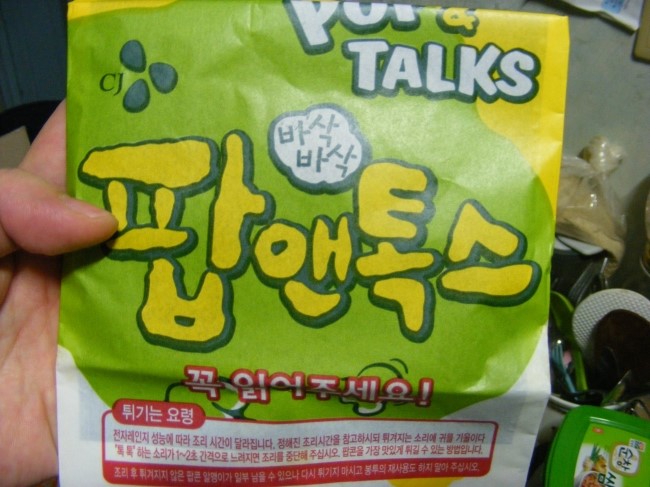 POP &
TALKS
CJ
바삭
바삭
팝앤톡스
꼭 읽어주세요!
튀기는 요령
전자레인지 성능에 따라 조리 시간이 달라집니다. 정해진 조리시간을 참고하시되 튀겨지는 소리에 귀를 기울이다
"톡 톡" 하는 소리가 1~2초 간격으로 느려지면 조리를 중단해 주십시오. 팝콘을 가장 맛있게 튀길 수 있는 방법입니다.
조리 후 튀겨지지 않은 팝콘 알맹이가 일부 남을 수 있으나 다시 튀기지 마시고 봉투의 재사용도 하지 말아 주십시오.
순창